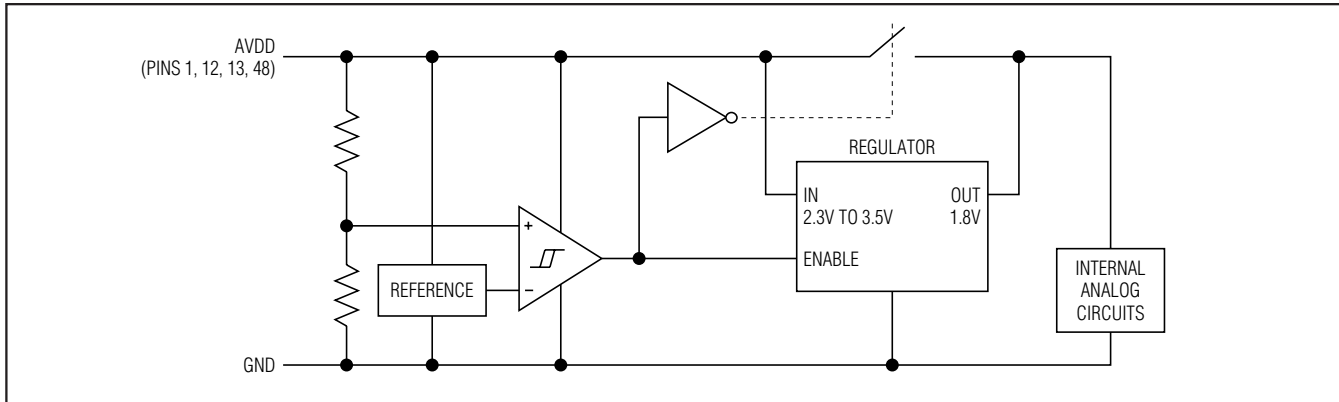 AVDD
(PINS 1, 12, 13, 48)
REGULATOR
IN
2.3V TO 3.5V
OUT
1.8V
+
ENABLE
REFERENCE
−
INTERNAL
ANALOG
CIRCUITS
GND